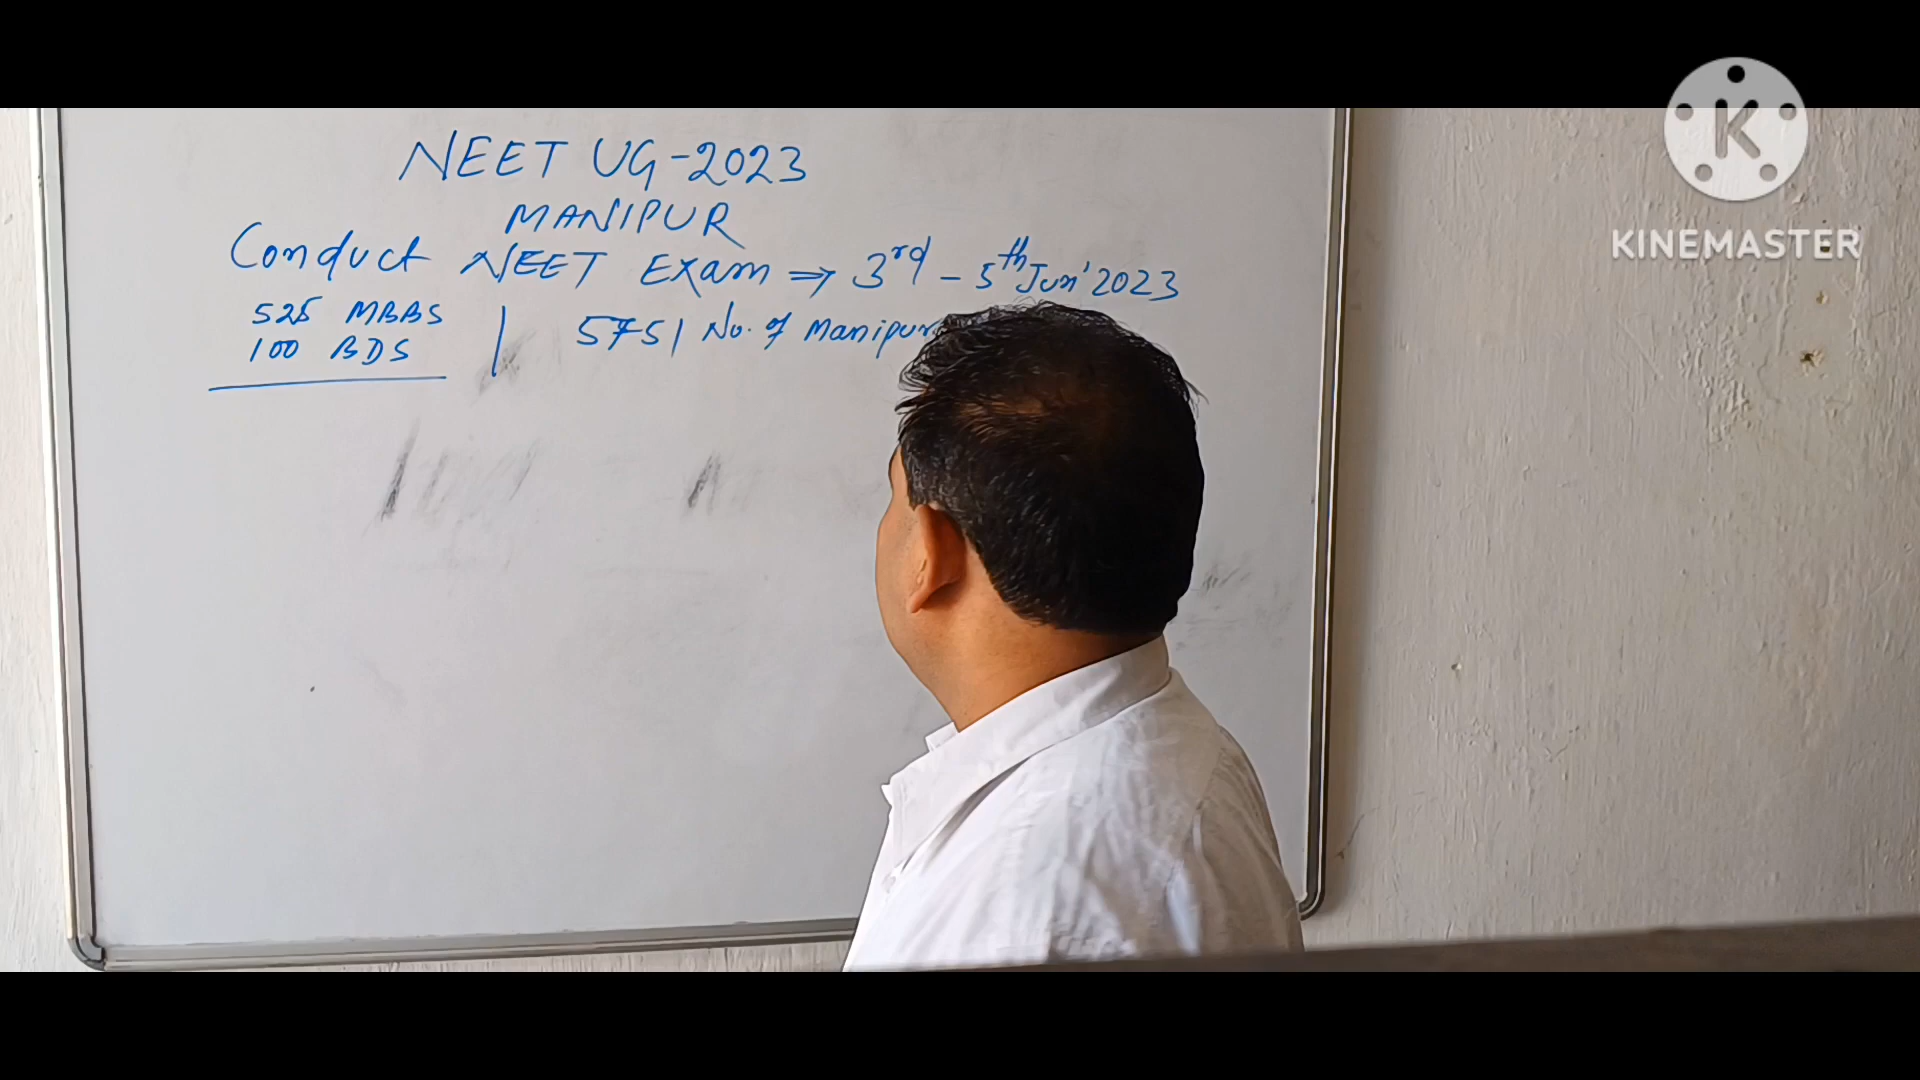 NEET UG-2023
MANIPUR
Conduct NEET Exam ⇒ 3rd - 5th Jun' 2023
525 MBBS | 5751 No. of Manipur
100 BDS
K
KINEMASTER